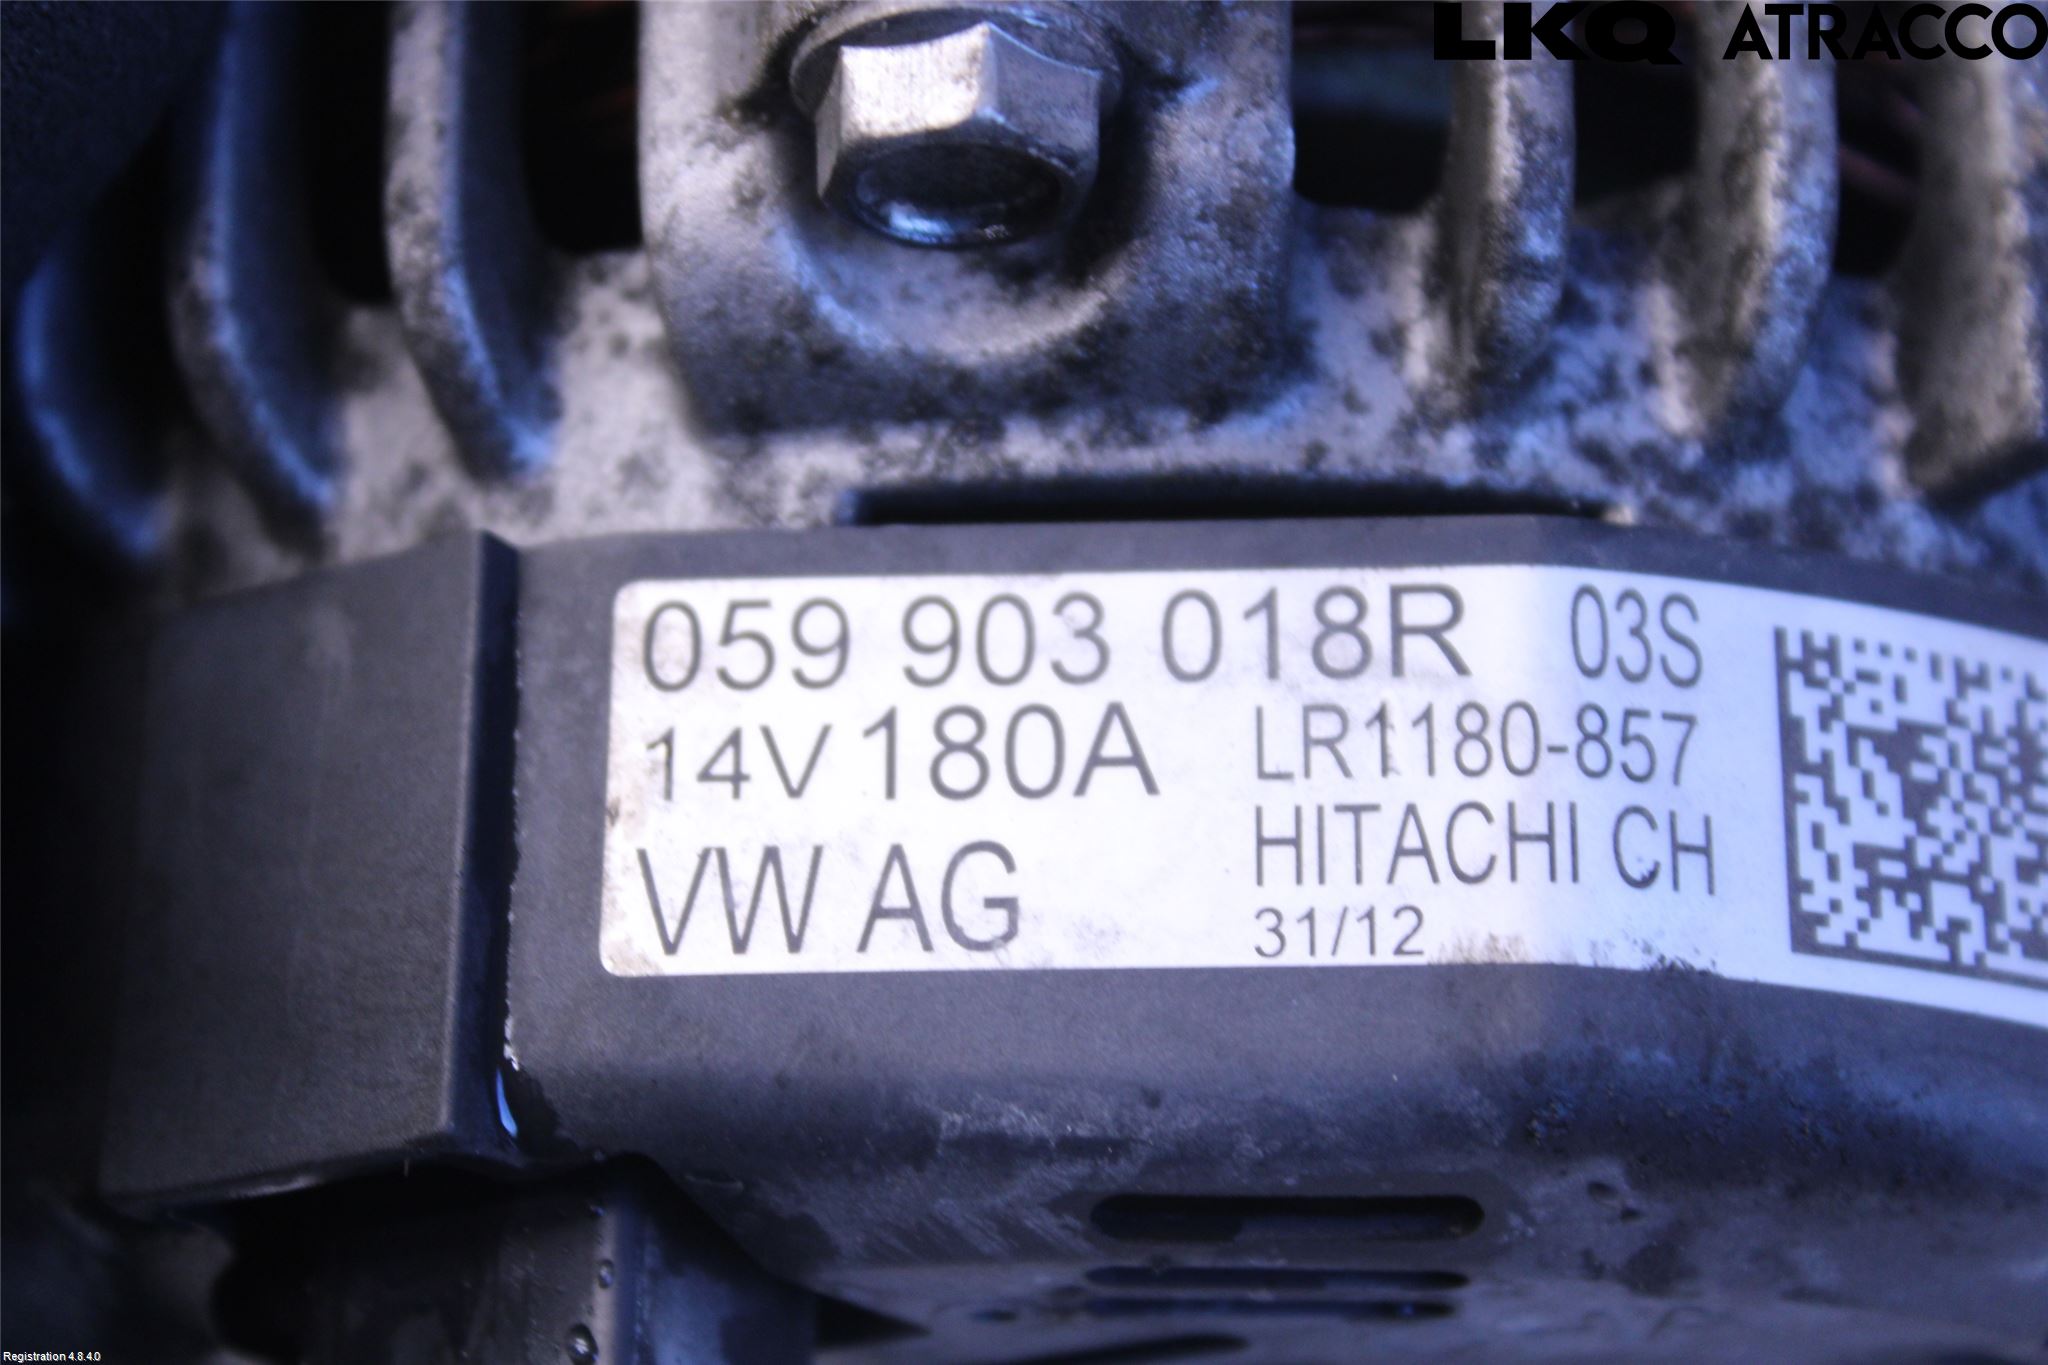 LKQ ATRACCO
059 903 018R 03S
14V 180A LR1180-857
VW AG HITACHI CH
31/12
Registration 4.8.4.0